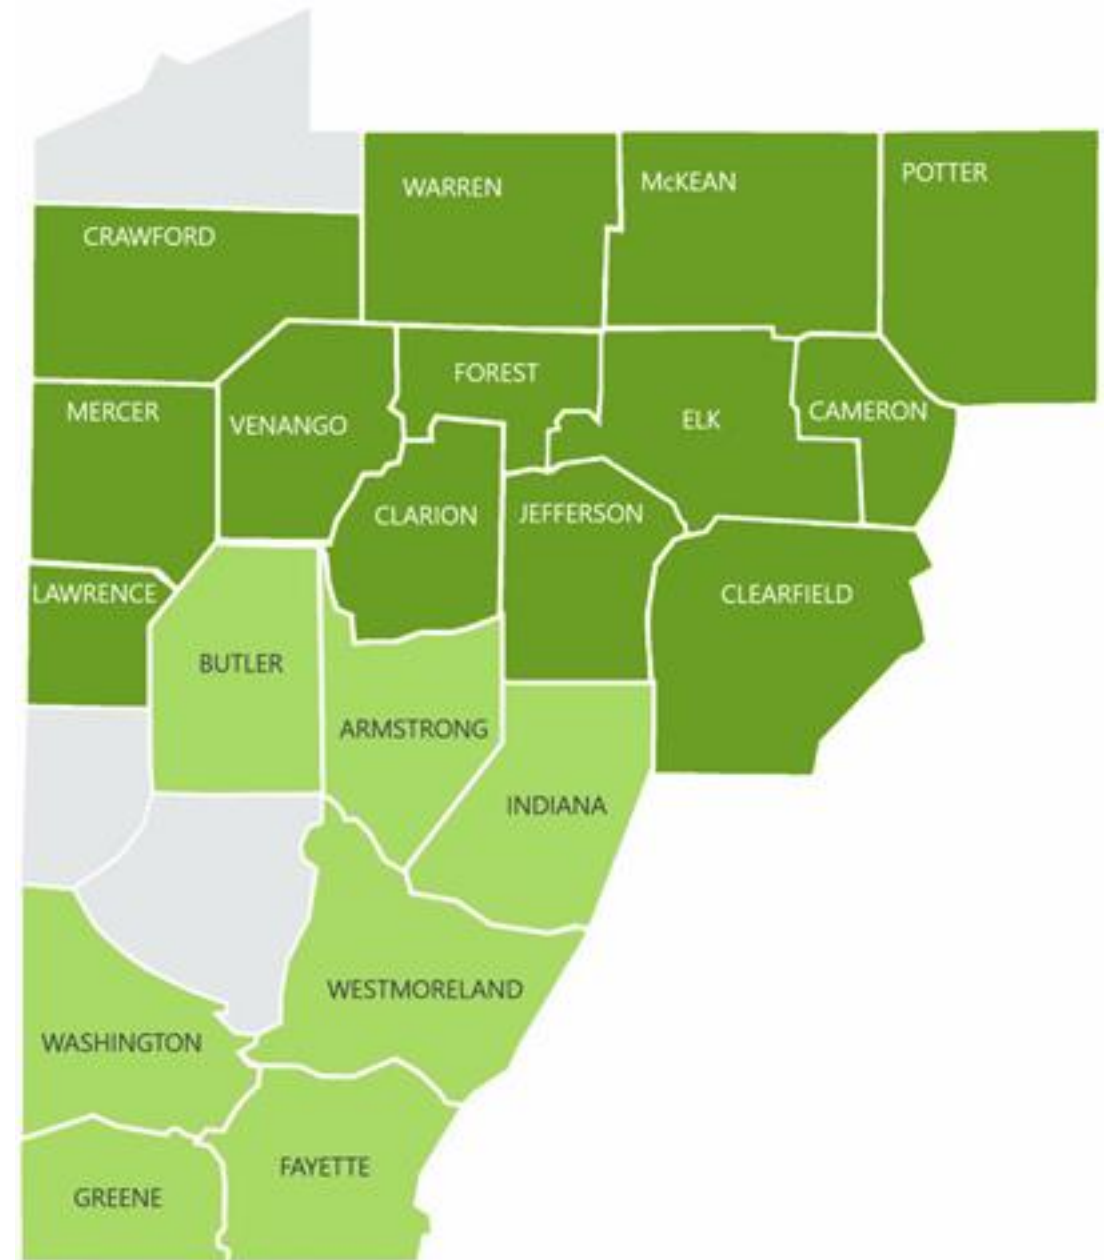 WARREN
McKEAN
POTTER
CRAWFORD
FOREST
MERCER
VENANGO
ELK
CAMERON
CLARION
JEFFERSON
LAWRENCE
CLEARFIELD
BUTLER
ARMSTRONG
INDIANA
WESTMORELAND
WASHINGTON
FAYETTE
GREENE